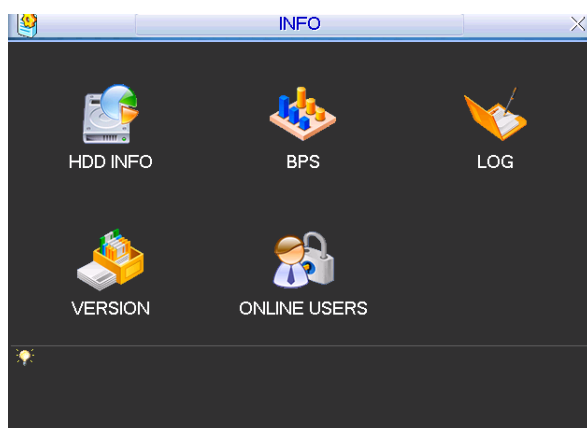 INFO
HDD INFO
BPS
LOG
VERSION
ONLINE USERS